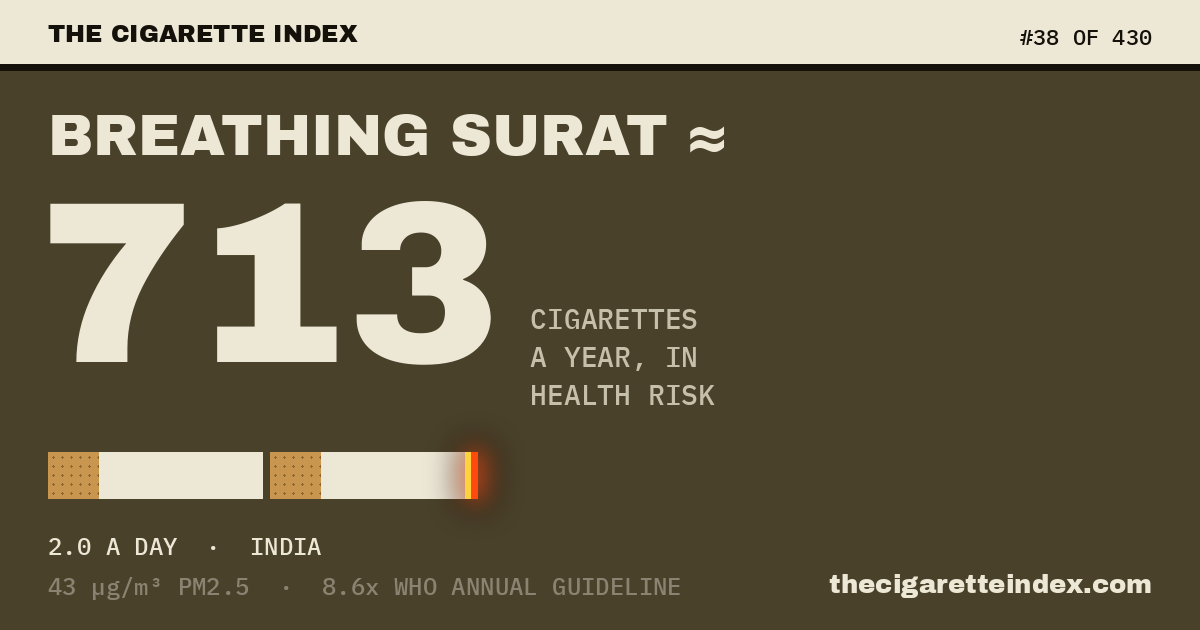 THE CIGARETTE INDEX
#38 OF 430
BREATHING SURAT ≈
713
CIGARETTES
A YEAR, IN
HEALTH RISK
2.0 A DAY · INDIA
43 µg/m³ PM2.5 · 8.6x WHO ANNUAL GUIDELINE
thecigaretteindex.com